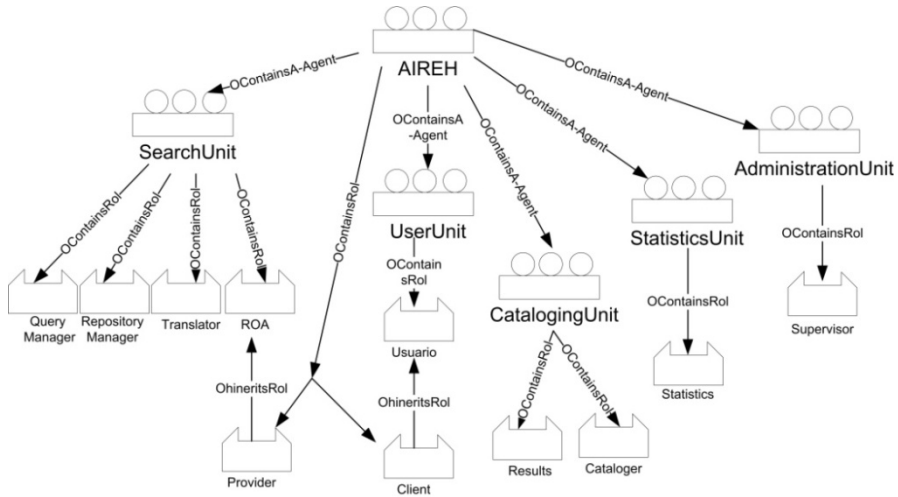 AIREH
OContainsA-Agent
OContainsA-Agent
OContainsA
-Agent
OContainsA-Agent
OContainsA-Agent
OContainsA-Agent
SearchUnit
AdministrationUnit
OContainsRol
UserUnit
StatisticsUnit
OContainsRol
OContainsRol
OContainsRol
OContainsRol
OContainsRol
OContain
sRol
OContainsRol
CatalogingUnit
Query
Manager
Repository
Manager
Translator
ROA
Usuario
Supervisor
OContainsRol
OContainsRol
Statistics
OhineritsRol
OhineritsRol
Provider
Client
Results
Cataloger